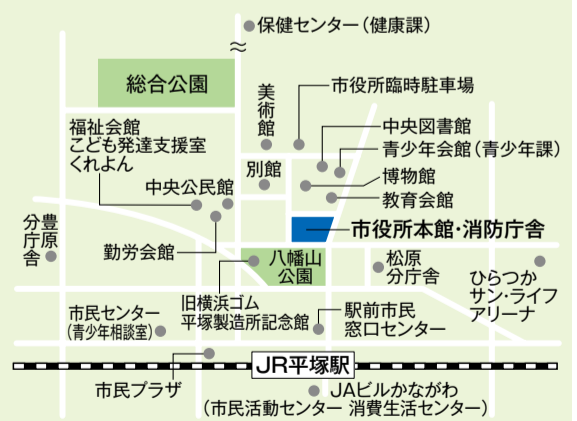 保健センター(健康課)
総合公園
美術館
市役所臨時駐車場
福祉会館
こども発達支援室
くれよん
中央図書館
青少年会館(青少年課)
別館
博物館
中央公民館
教育会館
豊原
分庁舎
市役所本館・消防庁舎
勤労会館
八幡山
公園
松原
分庁舎
ひらつか
サン・ライフ
アリーナ
旧横浜ゴム
平塚製造所記念館
市民センター
(青少年相談室)
駅前市民
窓口センター
JR平塚駅
市民プラザ
JAビルかながわ
(市民活動センター 消費生活センター)